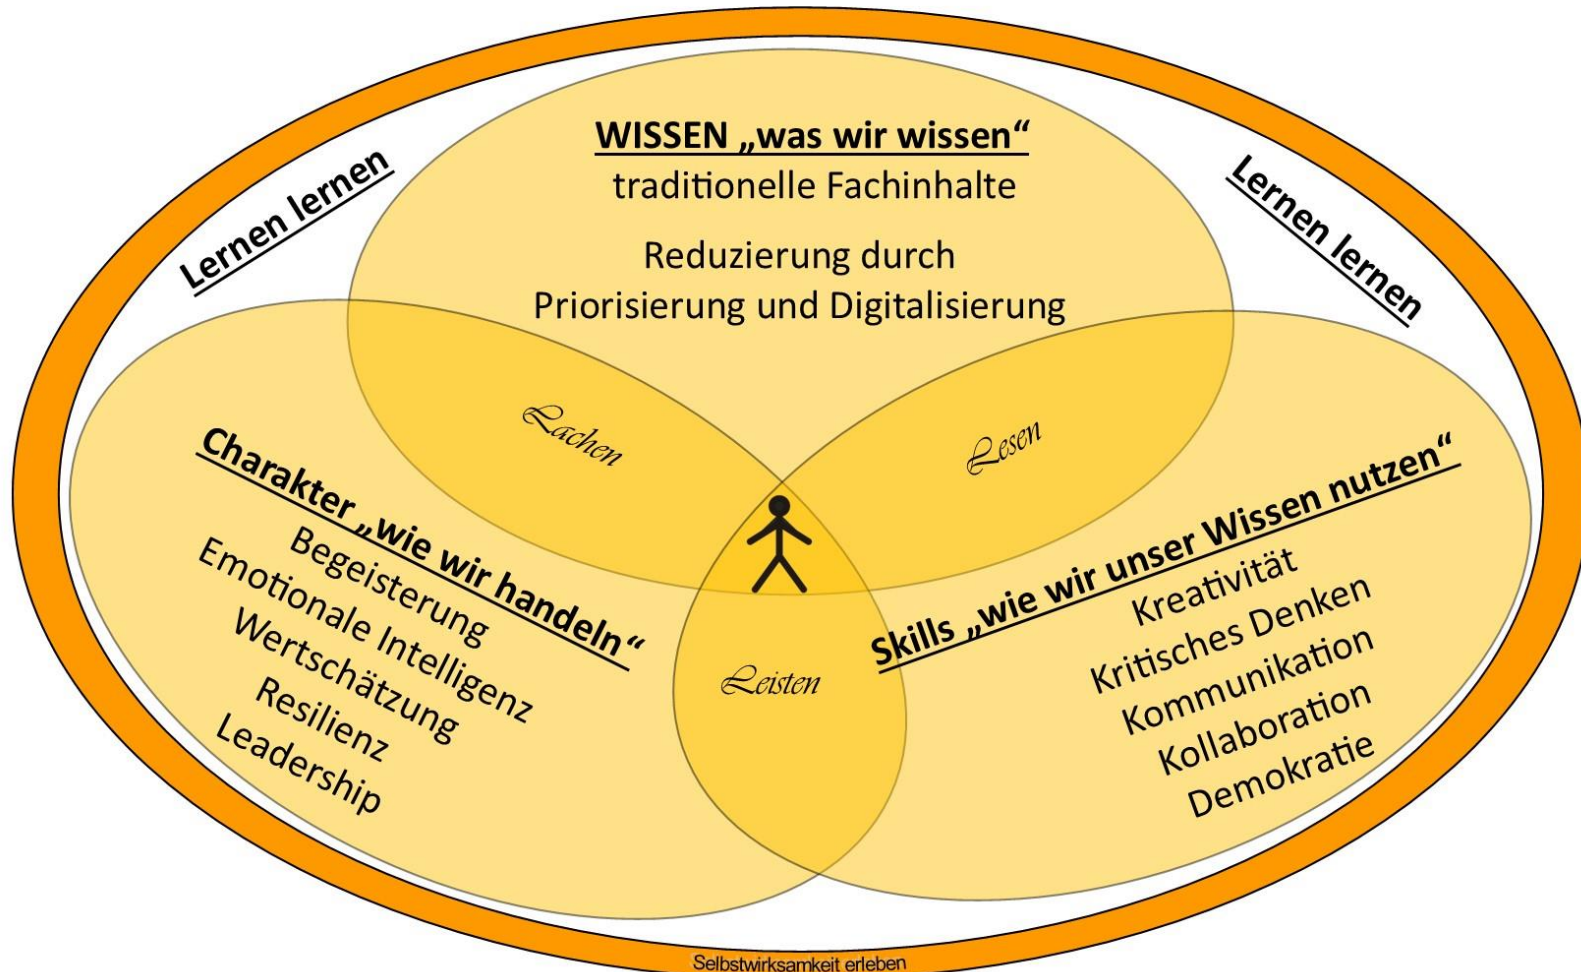 WISSEN „was wir wissen“
traditionelle Fachinhalte
Reduzierung durch
Priorisierung und Digitalisierung
Lernen lernen
Lernen lernen
Lachen
Lesen
Charakter „wie wir handeln“
Begeisterung
Emotionale Intelligenz
Wertschätzung
Resilienz
Leadership
Skills „wie wir unser Wissen nutzen“
Kreativität
Kritisches Denken
Kommunikation
Kollaboration
Demokratie
Leisten
Selbstwirksamkeit erleben